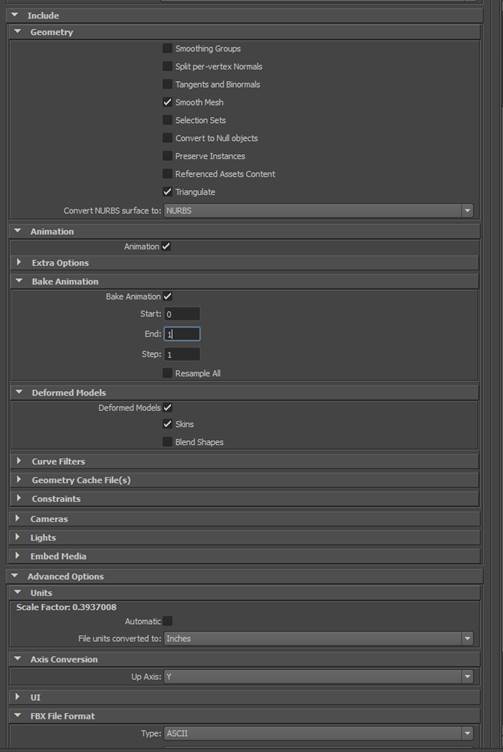 Include
Geometry
Smoothing Groups
Split per-vertex Normals
Tangents and Binormals
Smooth Mesh
Selection Sets
Convert to Null objects
Preserve Instances
Referenced Assets Content
Triangulate
Convert NURBS surface to: NURBS
Animation
Animation
Extra Options
Bake Animation
Bake Animation
Start: 0
End: 1
Step: 1
Resample All
Deformed Models
Deformed Models
Skins
Blend Shapes
Curve Filters
Geometry Cache File(s)
Constraints
Cameras
Lights
Embed Media
Advanced Options
Units
Scale Factor: 0.3937008
Automatic
File units converted to: Inches
Axis Conversion
Up Axis: Y
UI
FBX File Format
Type: ASCII